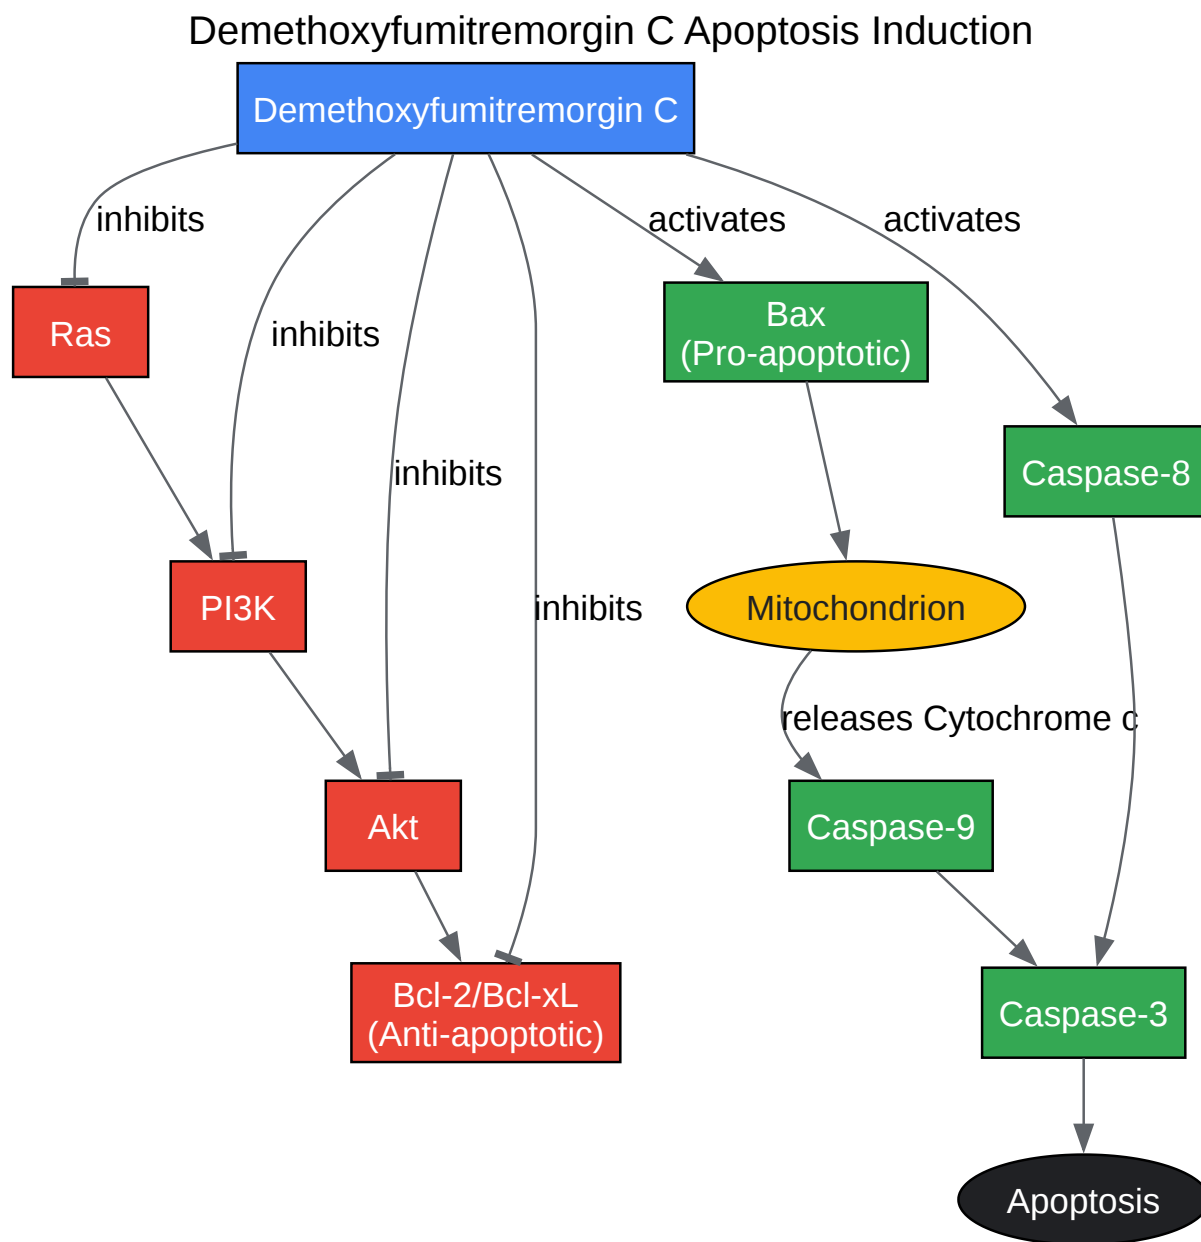 Demethoxyfumitremorgin C Apoptosis Induction
Demethoxyfumitremorgin C
inhibits
activates
activates
Ras
inhibits
Bax
(Pro-apoptotic)
inhibits
Caspase-8
PI3K
inhibits
Mitochondrion
releases Cytochrome c
Akt
Caspase-9
Bcl-2/Bcl-xL
(Anti-apoptotic)
Caspase-3
Apoptosis